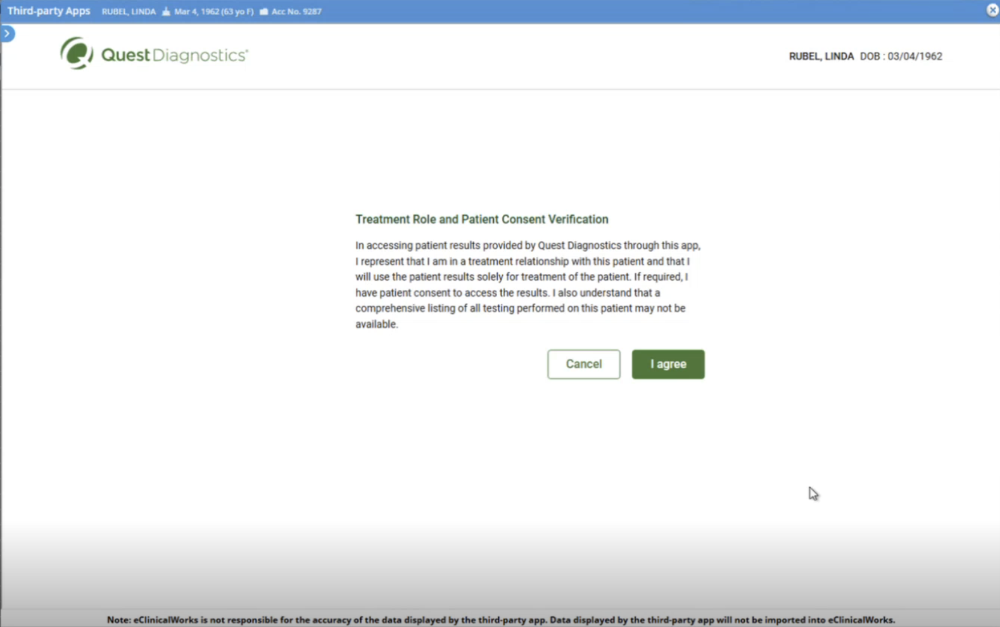 Third-party Apps RUBEL, LINDA Mar 4, 1962 (63 yo F) Acc No. 9287
Quest Diagnostics®
RUBEL, LINDA DOB : 03/04/1962
Treatment Role and Patient Consent Verification
In accessing patient results provided by Quest Diagnostics through this app,
I represent that I am in a treatment relationship with this patient and that I
will use the patient results solely for treatment of the patient. If required, I
have patient consent to access the results. I also understand that a
comprehensive listing of all testing performed on this patient may not be
available.
Cancel I agree
Note: eClinicalWorks is not responsible for the accuracy of the data displayed by the third-party app. Data displayed by the third-party app will not be imported into eClinicalWorks.